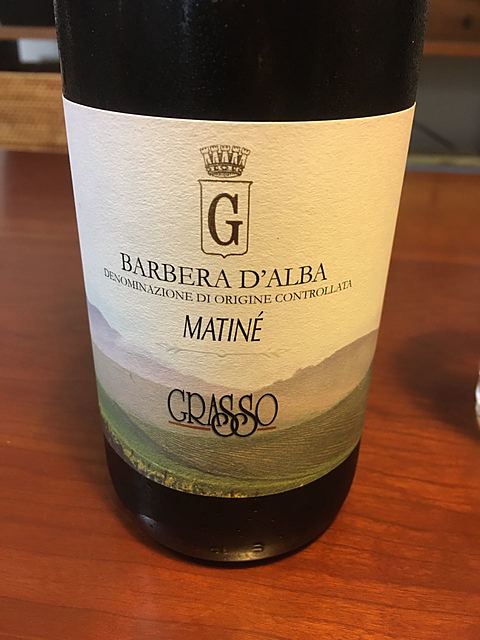 G
BARBERA D'ALBA
DENOMINAZIONE DI ORIGINE CONTROLLATA
MATINÉ
GRASSO